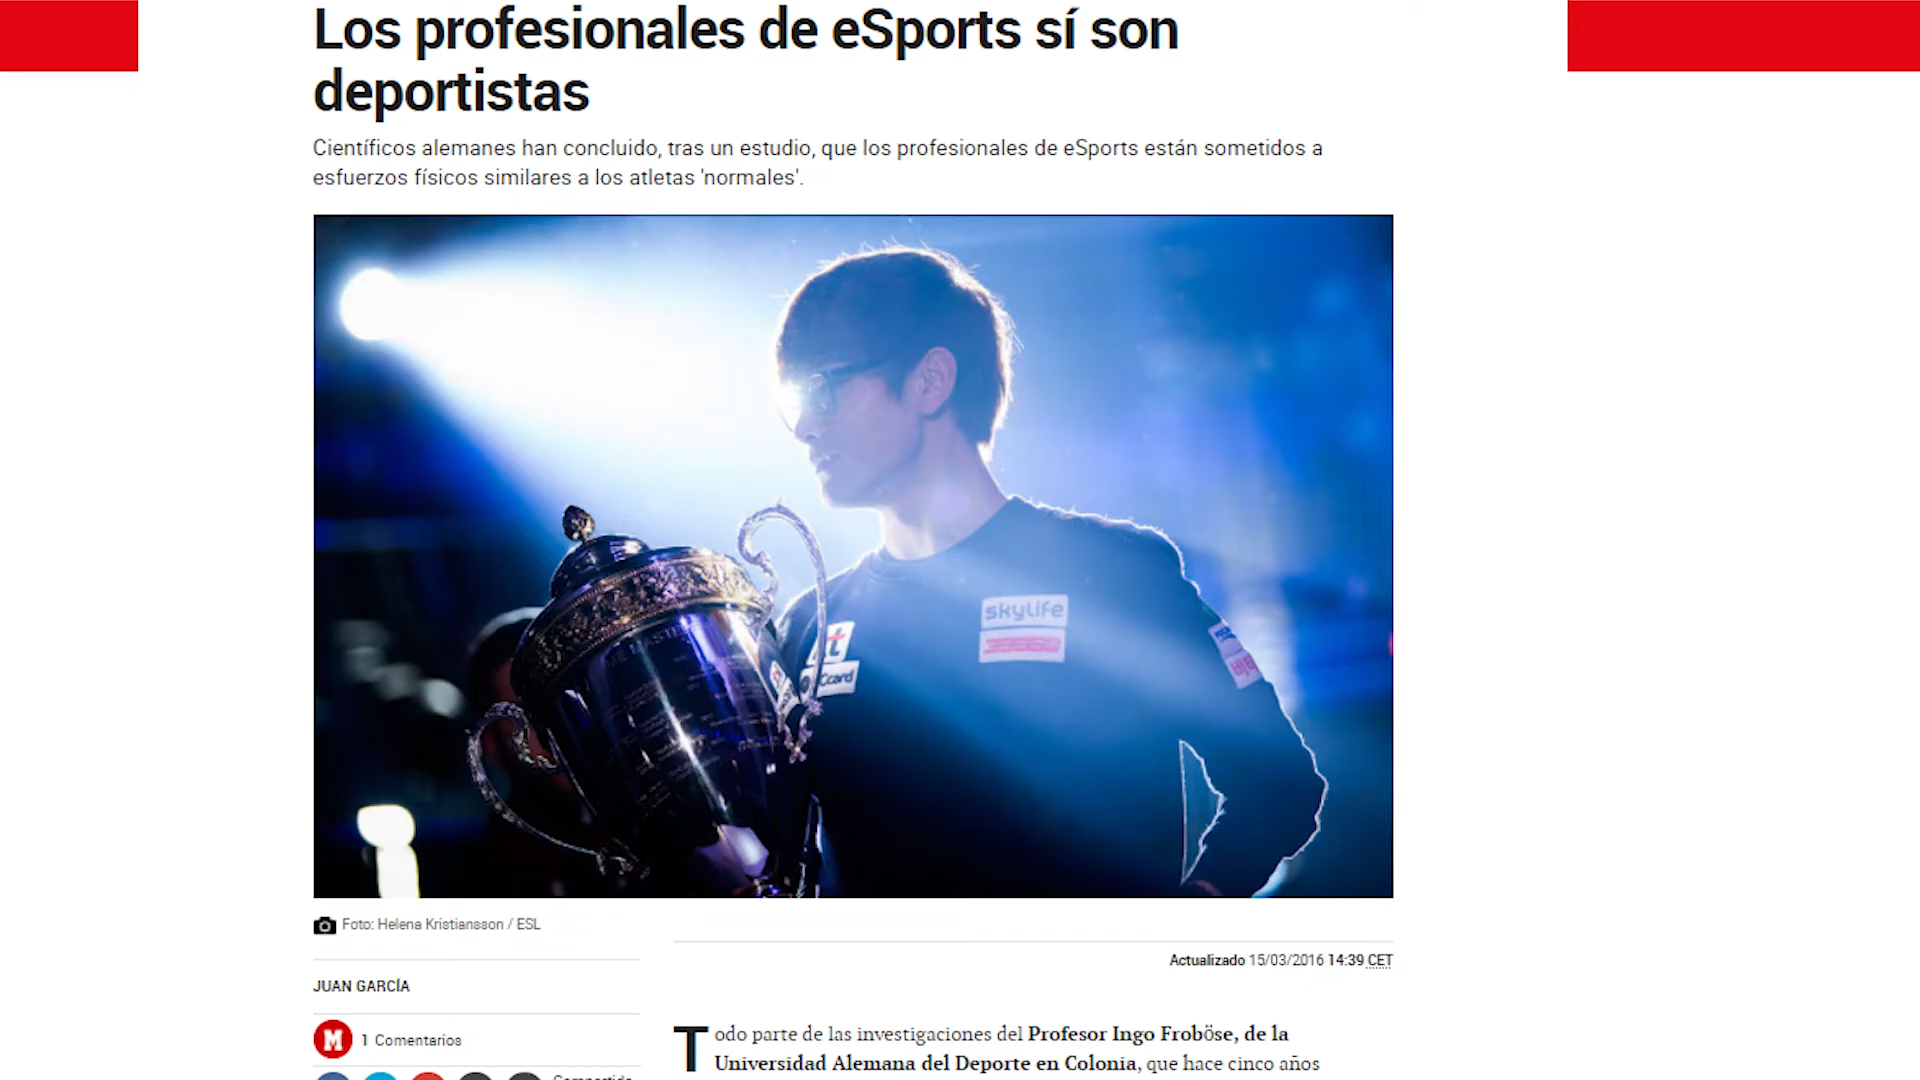 Los profesionales de eSports sí son
deportistas
Científicos alemanes han concluido, tras un estudio, que los profesionales de eSports están sometidos a
esfuerzos físicos similares a los atletas 'normales'.
skylife
Ccard
Foto: Helena Kristiansson / ESL
Actualizado 15/03/2016 14:39 CET
JUAN GARCÍA
M
1 Comentarios
Todo parte de las investigaciones del Profesor Ingo Froböse, de la
Universidad Alemana del Deporte en Colonia, que hace cinco años